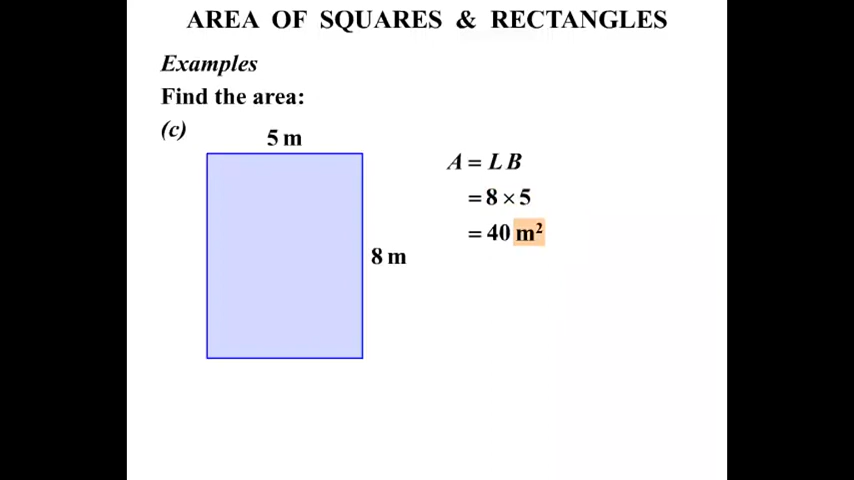 AREA OF SQUARES & RECTANGLES
Examples
Find the area:
(c)
5 m
8 m
A = L B
= 8 × 5
= 40 m²